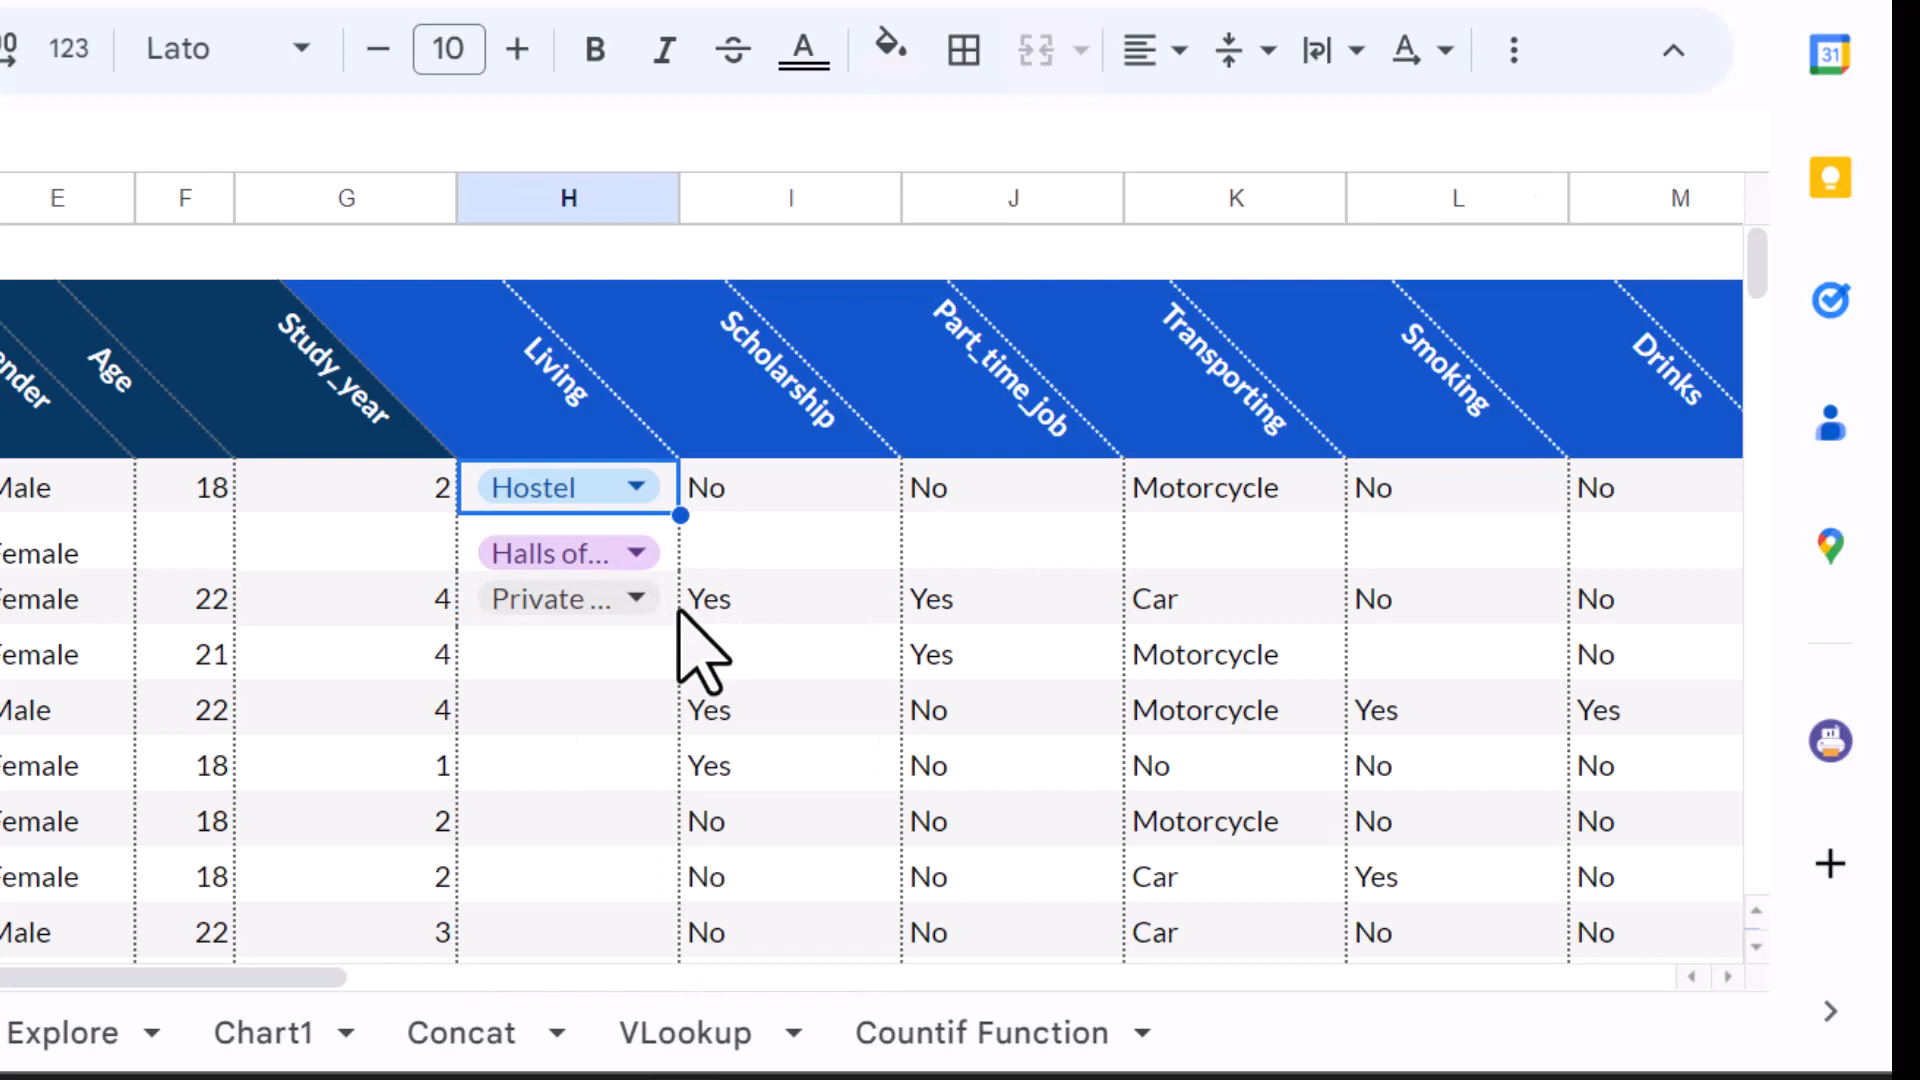 00 123 Lato 10 B I S A A
31
E F G H I J K L M
ender Age Study_year Living Scholarship Part_time_job Transporting Smoking Drinks
Male 18 2 Hostel No No Motorcycle No No
Female Halls of...
Female 22 4 Private ... Yes Yes Car No No
Female 21 4 Yes Motorcycle No
Male 22 4 Yes No Motorcycle Yes Yes
Female 18 1 Yes No No No No
Female 18 2 No No Motorcycle No No
Female 18 2 No No Car Yes No
Male 22 3 No No Car No No
Explore Chart1 Concat VLookup Countif Function